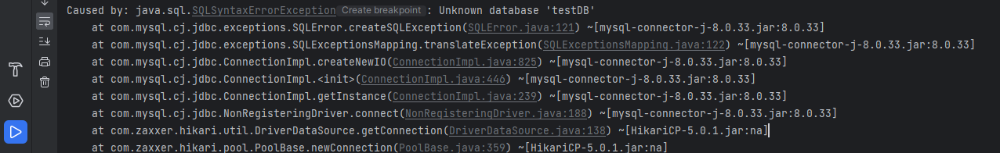 Caused by: java.sql.SQLSyntaxErrorException Create breakpoint : Unknown database 'testDB'
at com.mysql.cj.jdbc.exceptions.SQLError.createSQLException(SQLError.java:121) ~[mysql-connector-j-8.0.33.jar:8.0.33]
at com.mysql.cj.jdbc.exceptions.SQLExceptionsMapping.translateException(SQLExceptionsMapping.java:122) ~[mysql-connector-j-8.0.33.jar:8.0.33]
at com.mysql.cj.jdbc.ConnectionImpl.createNewIO(ConnectionImpl.java:825) ~[mysql-connector-j-8.0.33.jar:8.0.33]
at com.mysql.cj.jdbc.ConnectionImpl.<init>(ConnectionImpl.java:446) ~[mysql-connector-j-8.0.33.jar:8.0.33]
at com.mysql.cj.jdbc.ConnectionImpl.getInstance(ConnectionImpl.java:239) ~[mysql-connector-j-8.0.33.jar:8.0.33]
at com.mysql.cj.jdbc.NonRegisteringDriver.connect(NonRegisteringDriver.java:188) ~[mysql-connector-j-8.0.33.jar:8.0.33]
at com.zaxxer.hikari.util.DriverDataSource.getConnection(DriverDataSource.java:138) ~[HikariCP-5.0.1.jar:na]
at com.zaxxer.hikari.pool.PoolBase.newConnection(PoolBase.java:359) ~[HikariCP-5.0.1.jar:na]